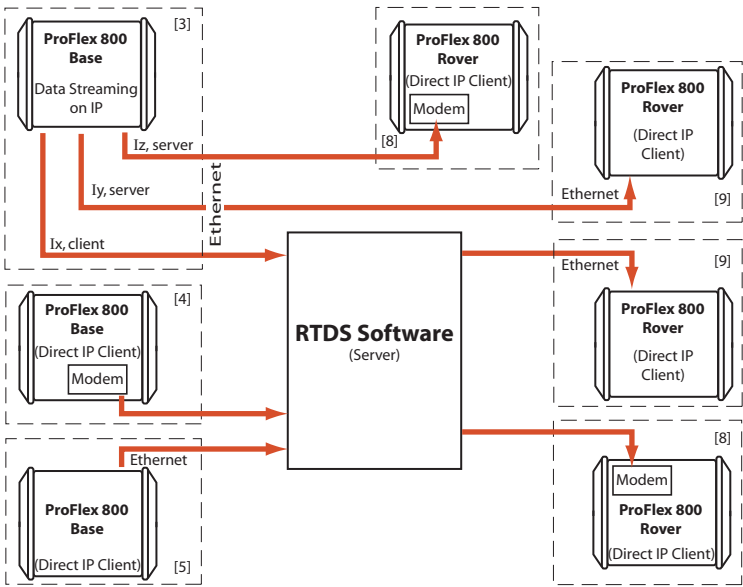 [3]
ProFlex 800
Base
Data Streaming
on IP
Iz, server
Iy, server
Ix, client
Ethernet
ProFlex 800
Rover
(Direct IP Client)
Modem
[8]
ProFlex 800
Rover
(Direct IP
Client)
Ethernet
[9]
[4]
ProFlex 800
Base
(Direct IP Client)
Modem
RTDS Software
(Server)
Ethernet
[9]
ProFlex 800
Rover
(Direct IP
Client)
Ethernet
ProFlex 800
Base
(Direct IP Client)
[5]
[8]
Modem
ProFlex 800
Rover
(Direct IP Client)